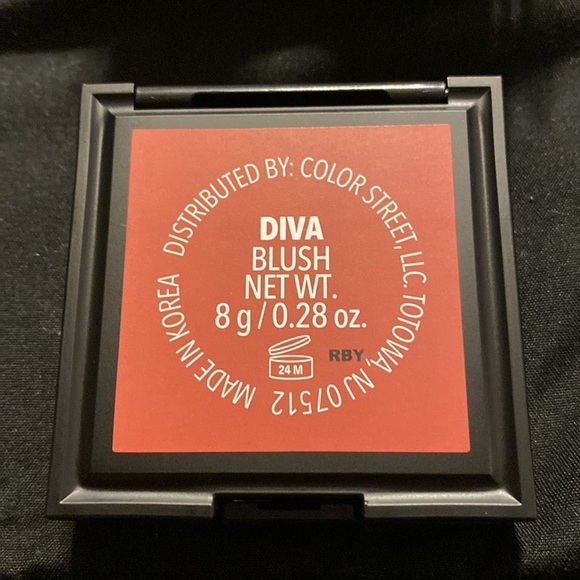 DIVA
BLUSH
NET WT.
8 g / 0.28 oz.
24 M
RBY
DISTRIBUTED BY: COLOR STREET, LLC. TOTOWA, NJ 07512
MADE IN KOREA